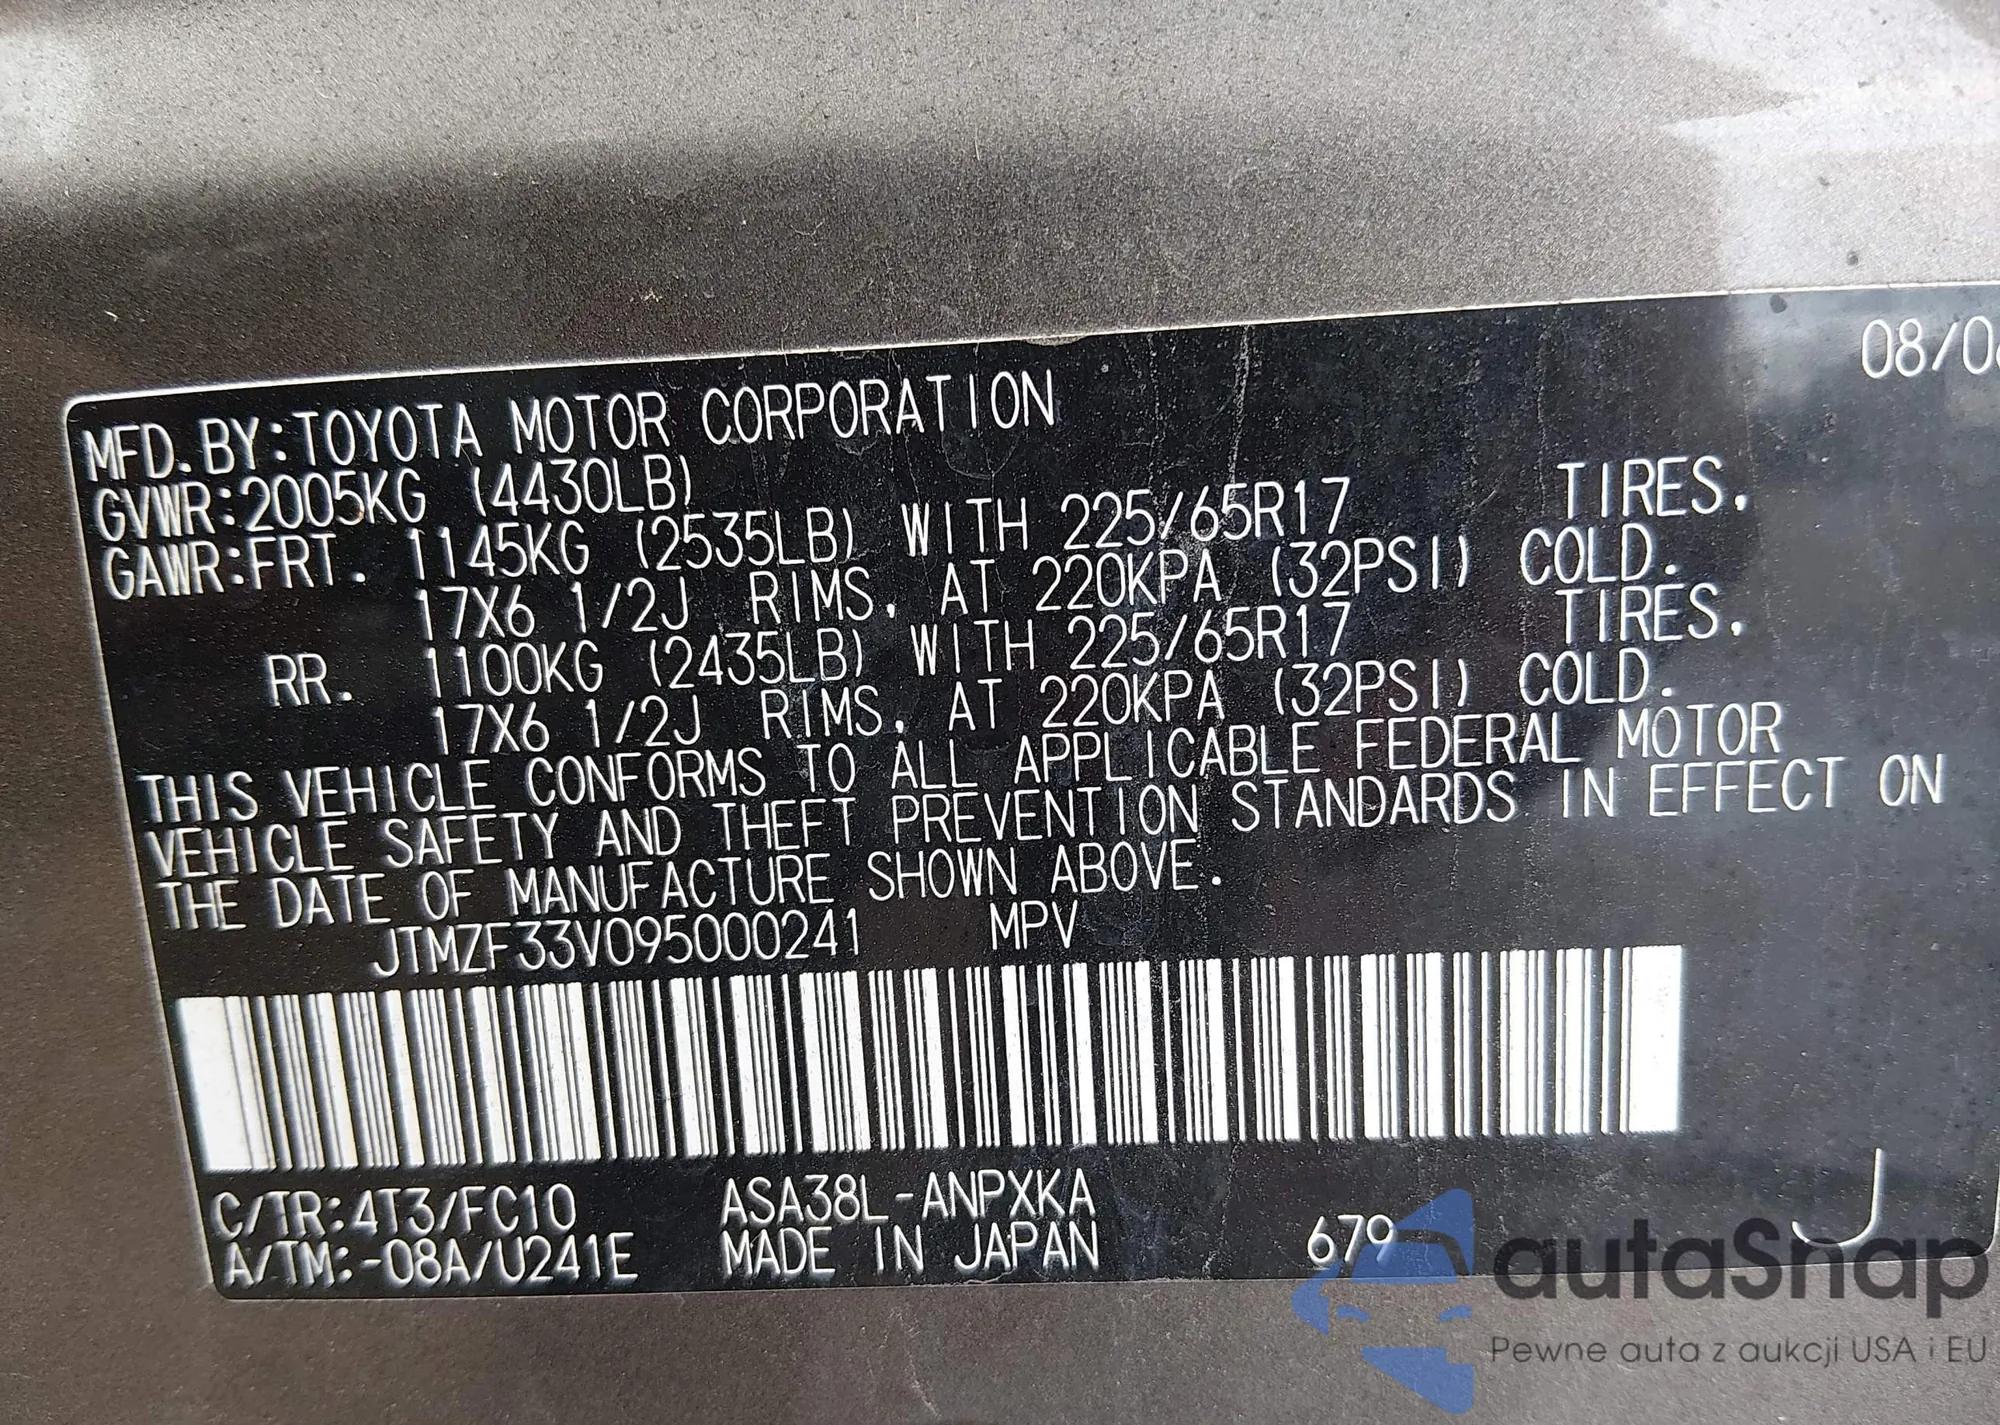 08/08
MFD. BY:TOYOTA MOTOR CORPORATION
GVWR:2005KG (4430LB)
GAWR:FRT. 1145KG (2535LB) WITH 225/65R17 TIRES,
17X6 1/2J RIMS, AT 220KPA (32PSI) COLD.
RR. 1100KG (2435LB) WITH 225/65R17 TIRES,
17X6 1/2J RIMS, AT 220KPA (32PSI) COLD.
THIS VEHICLE CONFORMS TO ALL APPLICABLE FEDERAL MOTOR
VEHICLE SAFETY AND THEFT PREVENTION STANDARDS IN EFFECT ON
THE DATE OF MANUFACTURE SHOWN ABOVE.
JTMZF33V095000241 MPV
C/TR:4T3/FC10 ASA38L-ANPXKA
A/TM:-08A/U241E MADE IN JAPAN 679 J
autaSnap
Pewne auta z aukcji USA i EU